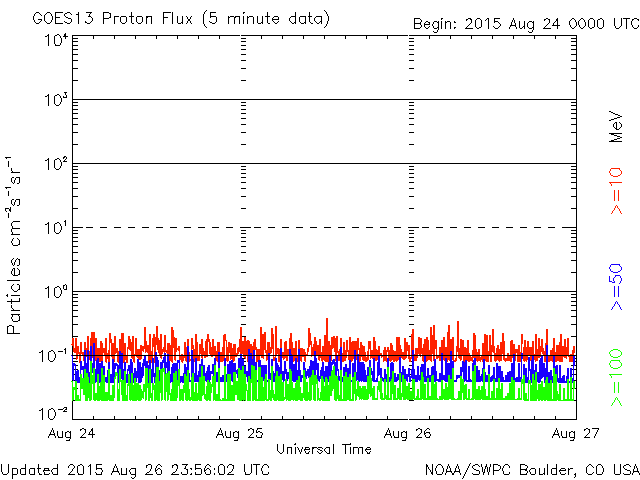 GOES13 Proton Flux (5 minute data)
Begin: 2015 Aug 24 0000 UTC
10⁴
10³
10²
10¹
10⁰
10⁻¹
10⁻²
Particles cm⁻²s⁻¹sr⁻¹
MeV
>=10
>=50
>=100
Aug 24
Aug 25
Aug 26
Aug 27
Universal Time
Updated 2015 Aug 26 23:56:02 UTC
NOAA/SWPC Boulder, CO USA